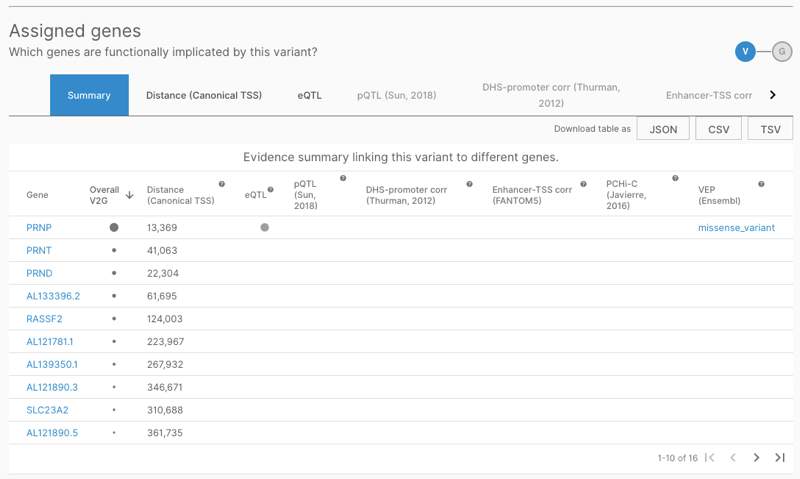 Assigned genes
Which genes are functionally implicated by this variant?
V G
Summary Distance (Canonical TSS) eQTL pQTL (Sun, 2018) DHS-promoter corr (Thurman, 2012) Enhancer-TSS corr
Download table as JSON CSV TSV
Evidence summary linking this variant to different genes.
Gene Overall V2G Distance (Canonical TSS) ? eQTL ? pQTL (Sun, 2018) ? DHS-promoter corr (Thurman, 2012) ? Enhancer-TSS corr (FANTOM5) ? PCHi-C (Javierre, 2016) ? VEP (Ensembl) ?
PRNP 13,369 missense_variant
PRNT 41,063
PRND 22,304
AL133396.2 61,695
RASSF2 124,003
AL121781.1 223,967
AL139350.1 267,932
AL121890.3 346,671
SLC23A2 310,688
AL121890.5 361,735
1-10 of 16